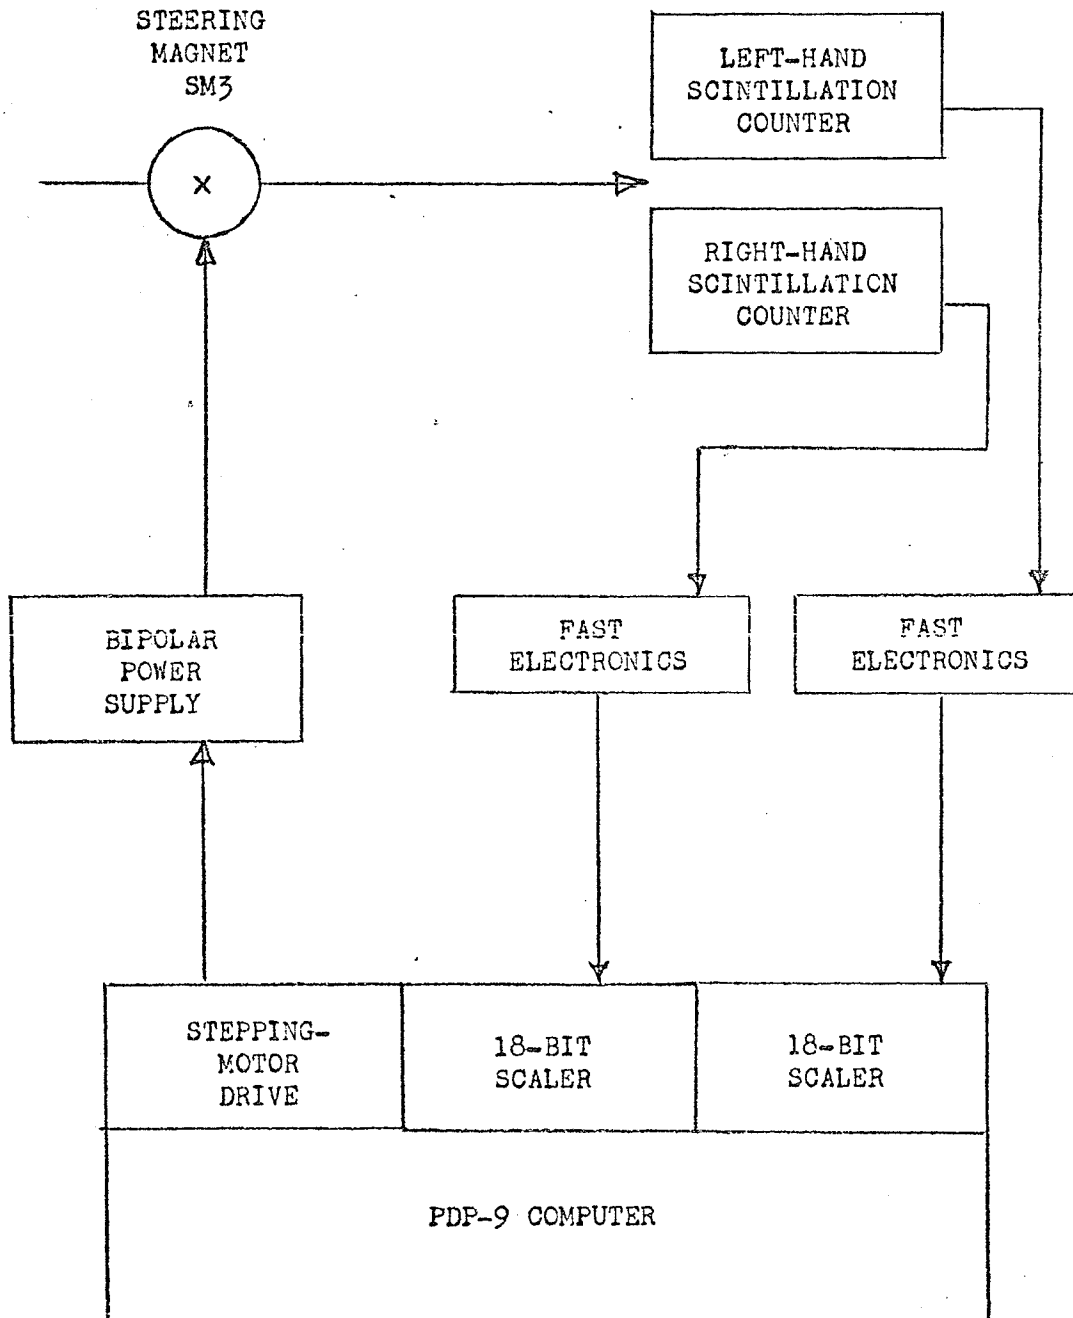 STEERING
MAGNET
SM3
LEFT-HAND
SCINTILLATION
COUNTER
X
RIGHT-HAND
SCINTILLATION
COUNTER
BIPOLAR
POWER
SUPPLY
FAST
ELECTRONICS
FAST
ELECTRONICS
STEPPING-
MOTOR
DRIVE
18-BIT
SCALER
18-BIT
SCALER
PDP-9 COMPUTER